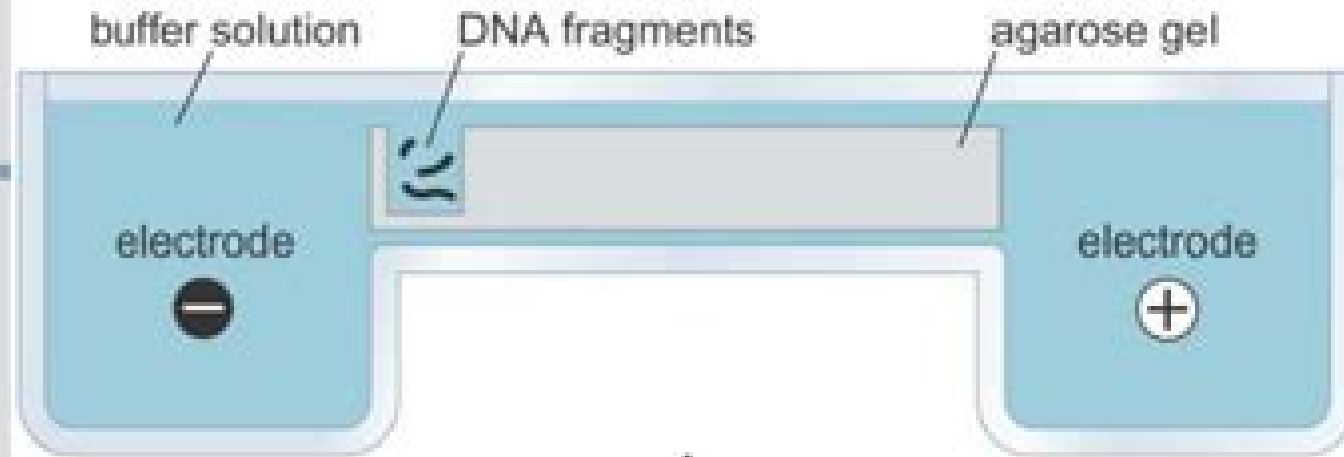 buffer solution
DNA fragments
agarose gel
electrode
−
electrode
+